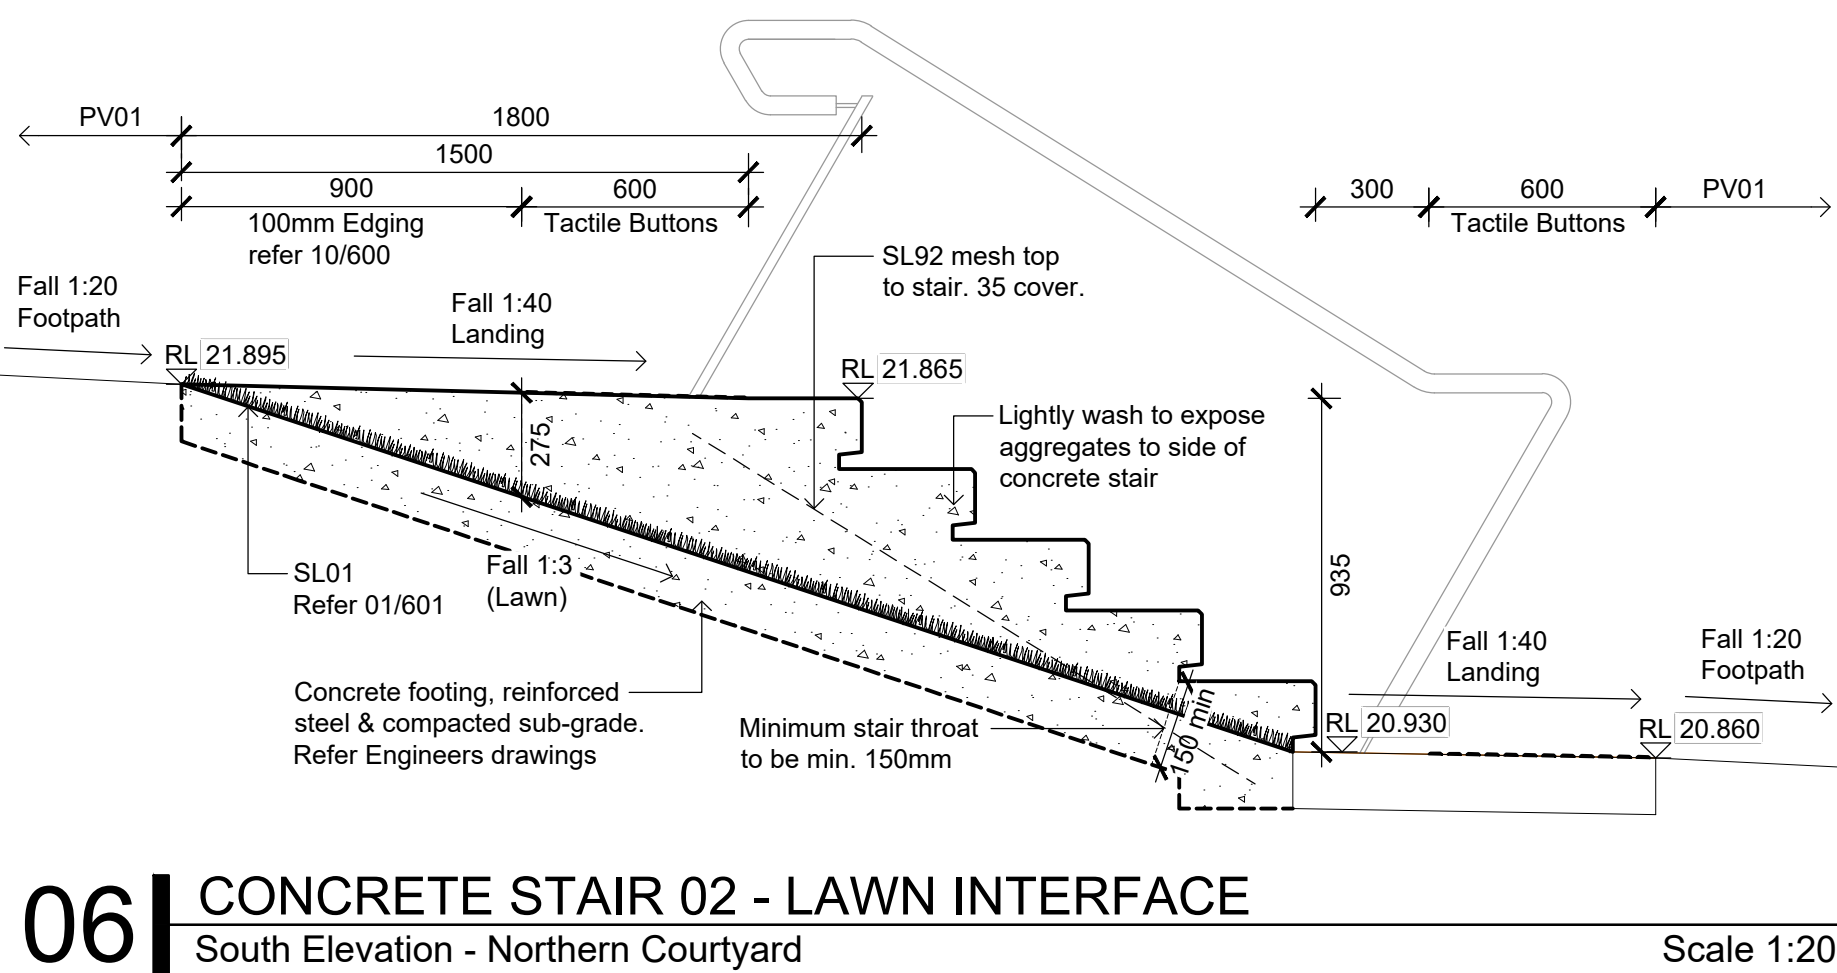 PV01
1800
1500
900
600
300
600
PV01
100mm Edging
refer 10/600
Tactile Buttons
Tactile Buttons
SL92 mesh top
to stair. 35 cover.
Fall 1:20
Footpath
Fall 1:40
Landing
RL 21.895
RL 21.865
275
Lightly wash to expose
aggregates to side of
concrete stair
935
SL01
Refer 01/601
Fall 1:3
(Lawn)
Fall 1:40
Landing
Fall 1:20
Footpath
Concrete footing, reinforced
steel & compacted sub-grade.
Refer Engineers drawings
Minimum stair throat
to be min. 150mm
150 min
RL 20.930
RL 20.860
06
CONCRETE STAIR 02 - LAWN INTERFACE
South Elevation - Northern Courtyard
Scale 1:20